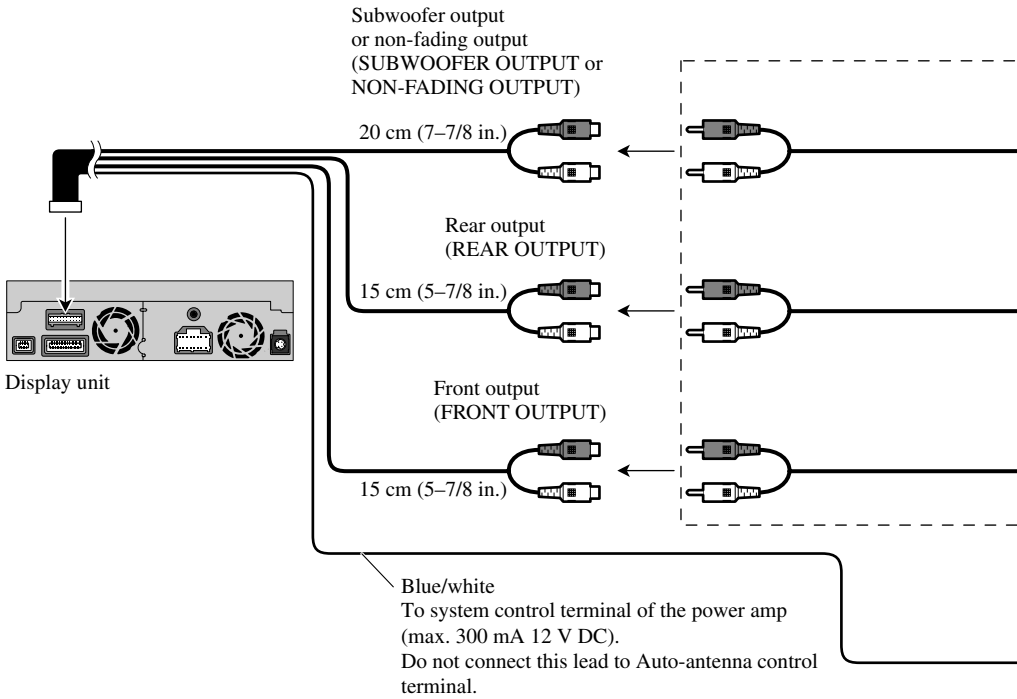 Subwoofer output
or non-fading output
(SUBWOOFER OUTPUT or
NON-FADING OUTPUT)
20 cm (7–7/8 in.)
Rear output
(REAR OUTPUT)
15 cm (5–7/8 in.)
Display unit
Front output
(FRONT OUTPUT)
15 cm (5–7/8 in.)
Blue/white
To system control terminal of the power amp
(max. 300 mA 12 V DC).
Do not connect this lead to Auto-antenna control
terminal.